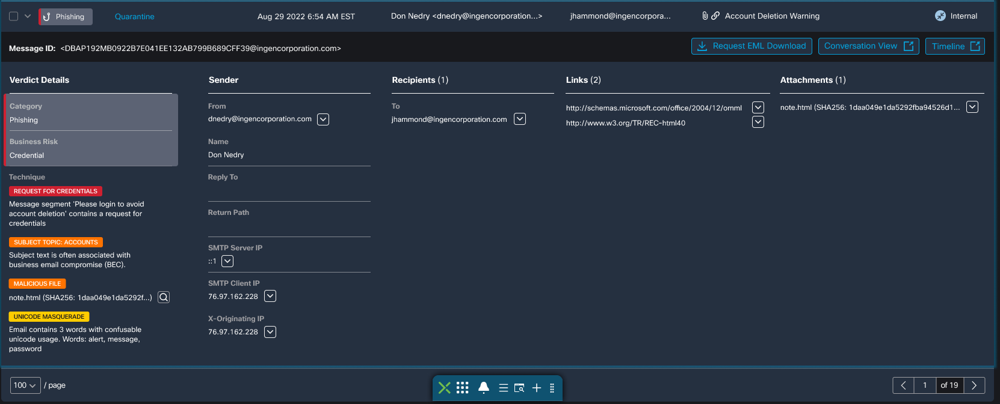 Phishing Quarantine Aug 29 2022 6:54 AM EST Don Nedry <dnedry@ingencorporation...> jhammond@ingencorpora... Account Deletion Warning Internal
Message ID: <DBAP192MB0922B7E041EE132AB799B689CFF39@ingencorporation.com> Request EML Download Conversation View Timeline
Verdict Details
Category
Phishing
Business Risk
Credential
Technique
REQUEST FOR CREDENTIALS
Message segment 'Please login to avoid
account deletion' contains a request for
credentials
SUBJECT TOPIC: ACCOUNTS
Subject text is often associated with
business email compromise (BEC).
MALICIOUS FILE
note.html (SHA256: 1daa049e1da5292f...)
UNICODE MASQUERADE
Email contains 3 words with confusable
unicode usage. Words: alert, message,
password
Sender
From
dnedry@ingencorporation.com
Name
Don Nedry
Reply To
Return Path
SMTP Server IP
::1
SMTP Client IP
76.97.162.228
X-Originating IP
76.97.162.228
Recipients (1)
To
jhammond@ingencorporation.com
Links (2)
http://schemas.microsoft.com/office/2004/12/omml
http://www.w3.org/TR/REC-html40
Attachments (1)
note.html (SHA256: 1daa049e1da5292fba94526d1...
100 / page
1 of 19